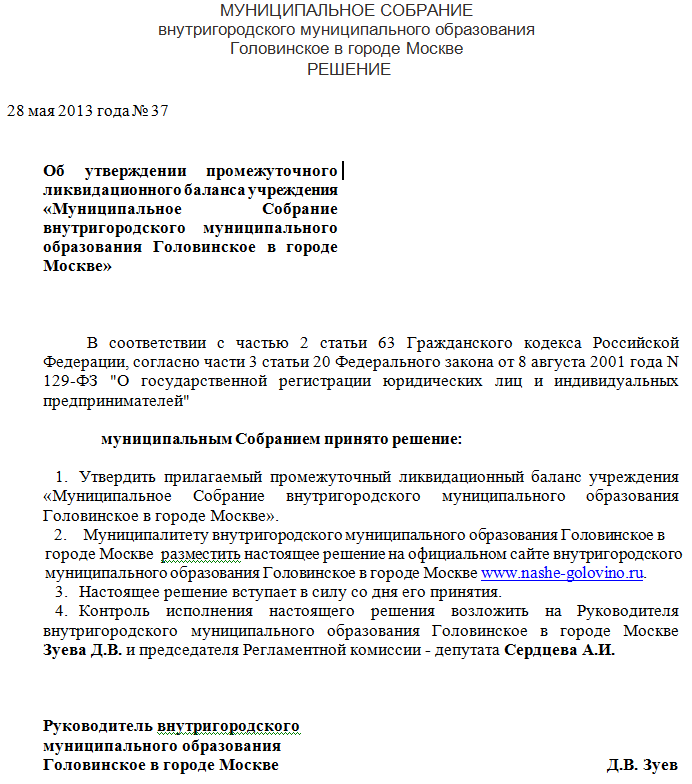 МУНИЦИПАЛЬНОЕ СОБРАНИЕ
внутригородского муниципального образования
Головинское в городе Москве
РЕШЕНИЕ
28 мая 2013 года № 37
Об утверждении промежуточного
ликвидационного баланса учреждения
«Муниципальное Собрание
внутригородского муниципального
образования Головинское в городе
Москве»
В соответствии с частью 2 статьи 63 Гражданского кодекса Российской
Федерации, согласно части 3 статьи 20 Федерального закона от 8 августа 2001 года N
129-ФЗ "О государственной регистрации юридических лиц и индивидуальных
предпринимателей"
муниципальным Собранием принято решение:
1. Утвердить прилагаемый промежуточный ликвидационный баланс учреждения
«Муниципальное Собрание внутригородского муниципального образования
Головинское в городе Москве».
2. Муниципалитету внутригородского муниципального образования Головинское в
городе Москве разместить настоящее решение на официальном сайте внутригородского
муниципального образования Головинское в городе Москве www.nashe-golovino.ru.
3. Настоящее решение вступает в силу со дня его принятия.
4. Контроль исполнения настоящего решения возложить на Руководителя
внутригородского муниципального образования Головинское в городе Москве
Зуева Д.В. и председателя Регламентной комиссии - депутата Сердцева А.И.
Руководитель внутригородского
муниципального образования
Головинское в городе Москве Д.В. Зуев